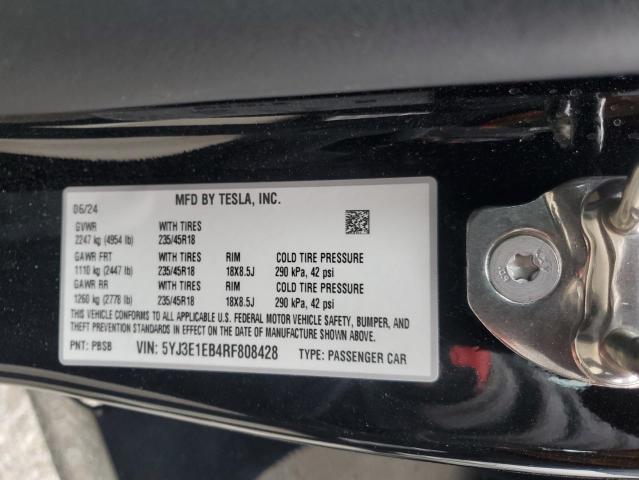 MFD BY TESLA, INC.
06/24
GVWR WITH TIRES
2247 kg (4954 lb) 235/45R18
GAWR FRT WITH TIRES RIM COLD TIRE PRESSURE
1110 kg (2447 lb) 235/45R18 18X8.5J 290 kPa, 42 psi
GAWR RR WITH TIRES RIM COLD TIRE PRESSURE
1260 kg (2778 lb) 235/45R18 18X8.5J 290 kPa, 42 psi
THIS VEHICLE CONFORMS TO ALL APPLICABLE U.S. FEDERAL MOTOR VEHICLE SAFETY, BUMPER, AND
THEFT PREVENTION STANDARDS IN EFFECT ON THE DATE OF MANUFACTURE SHOWN ABOVE.
PNT: PBSB VIN: 5YJ3E1EB4RF808428 TYPE: PASSENGER CAR